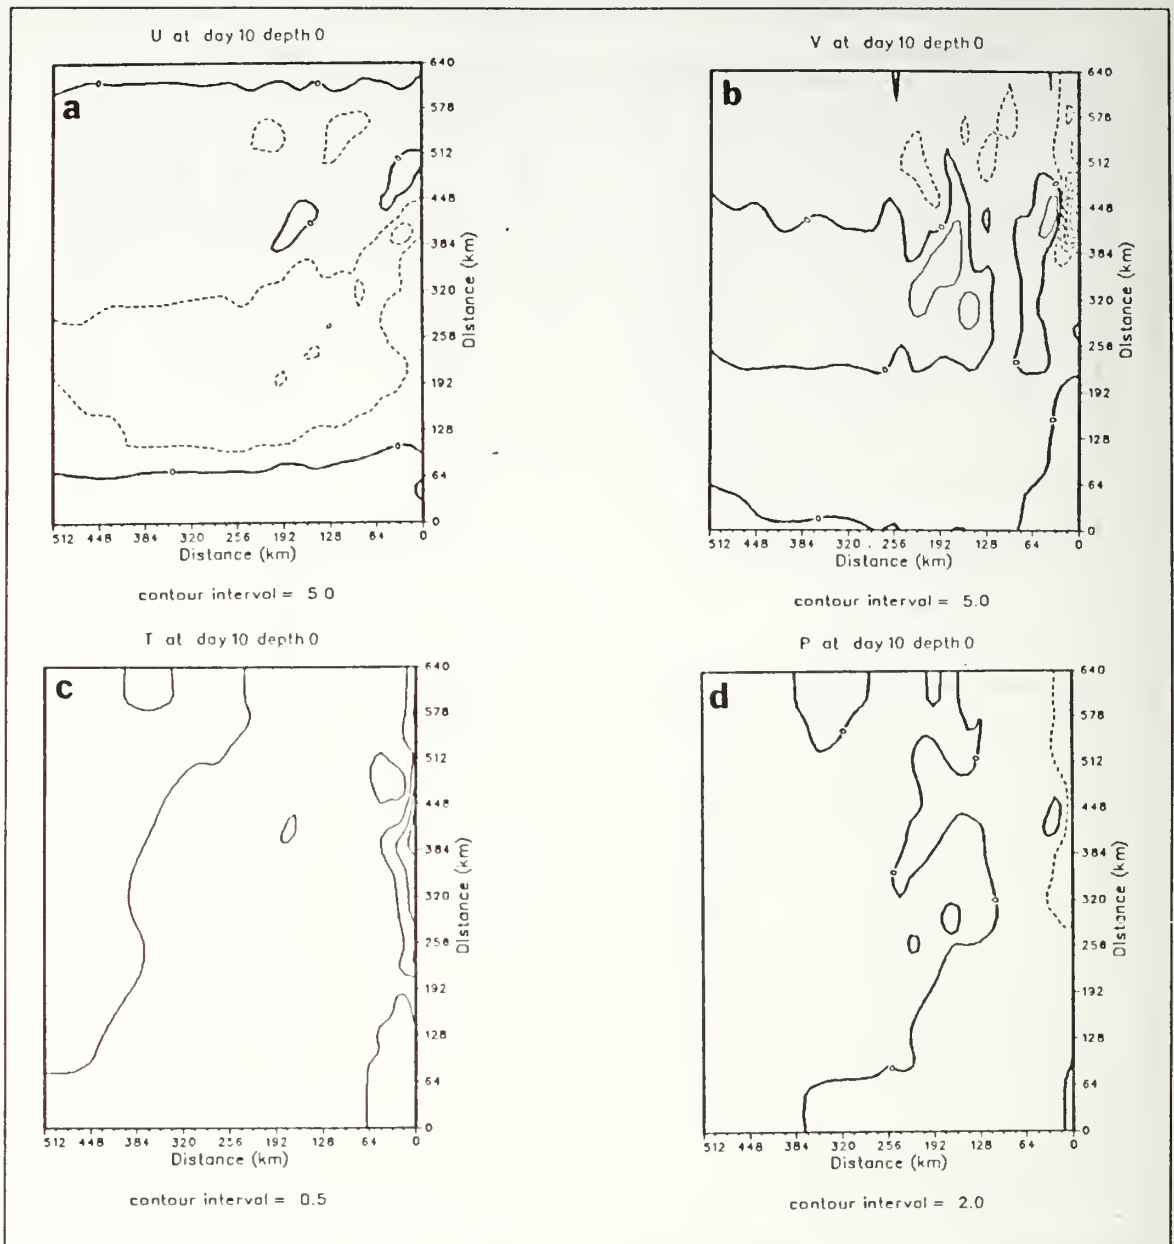 U at day 10 depth 0
a
640
578
512
448
384
320
258
192
128
64
0
Distance (km)
512 448 384 320 256 192 128 64 0
Distance (km)
contour interval = 5.0
V at day 10 depth 0
b
640
578
512
448
384
320
258
192
128
64
0
Distance (km)
512 448 384 320 256 192 128 64 0
Distance (km)
contour interval = 5.0
T at day 10 depth 0
c
640
578
512
448
384
320
258
192
128
64
0
Distance (km)
512 448 384 320 256 192 128 64 0
Distance (km)
contour interval = 0.5
P at day 10 depth 0
d
640
578
512
448
384
320
258
192
128
64
0
Distance (km)
512 448 384 320 256 192 128 64 0
Distance (km)
contour interval = 2.0